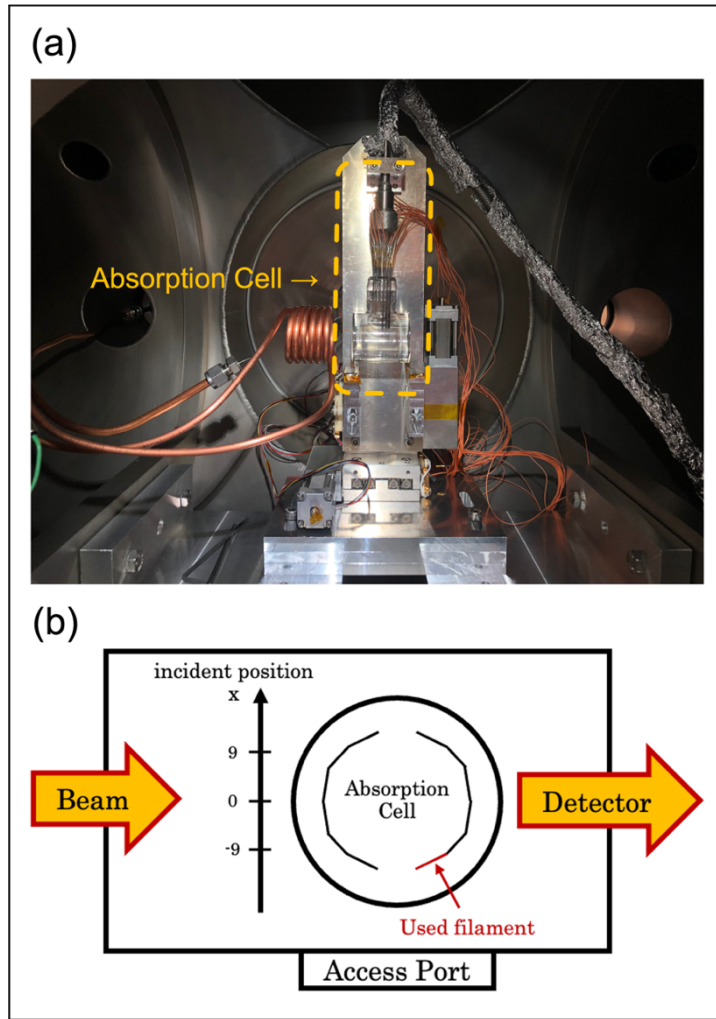 (a)
Absorption Cell →
(b)
incident position
x
9
Beam
0
Absorption
Cell
Detector
-9
Used filament
Access Port